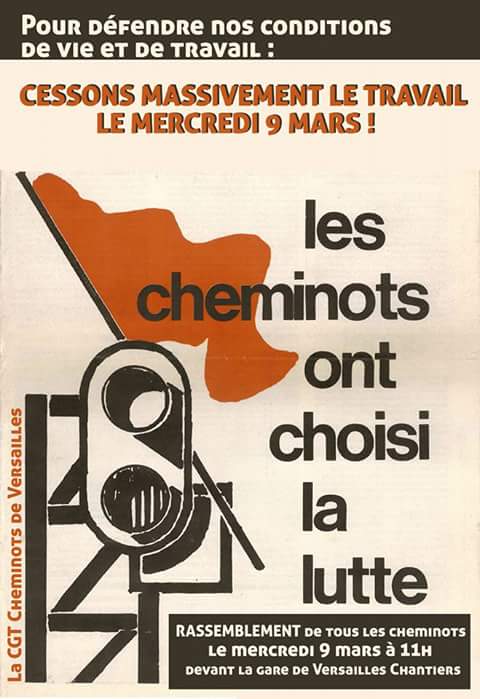 Pour défendre nos conditions
de vie et de travail :
CESSONS MASSIVEMENT LE TRAVAIL
LE MERCREDI 9 MARS !
les
cheminots
ont
choisi
la
lutte
La CGT Cheminots de Versailles
RASSEMBLEMENT de tous les cheminots
le mercredi 9 mars à 11h
devant la gare de Versailles Chantiers